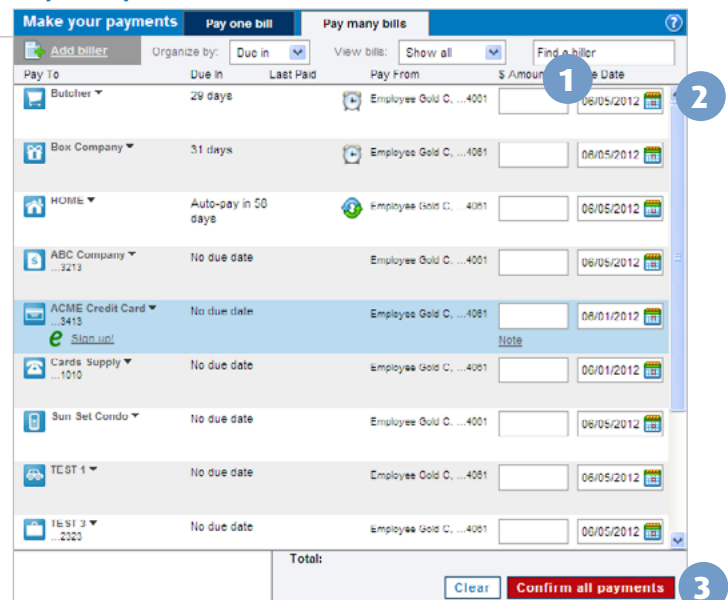 Make your payments Pay one bill Pay many bills ?
Add biller Organize by: Due in View bills: Show all Find a biller
Pay To Due In Last Paid Pay From $ Amoun 1 e Date
Butcher 29 days Employee Gold C, ...4061 06/05/2012 2
Box Company 31 days Employee Gold C, ...4061 06/05/2012
HOME Auto-pay in 58 Employee Gold C, ...4061 06/05/2012
days
ABC Company No due date Employee Gold C, ...4061 06/05/2012
...3213
ACME Credit Card No due date Employee Gold C, ...4061 06/01/2012
...3413
e Sign up! Note
Cards Supply No due date Employee Gold C, ...4061 06/01/2012
...1010
Sun Set Condo No due date Employee Gold C, ...4061 06/05/2012
TEST 1 No due date Employee Gold C, ...4061 06/05/2012
TEST 3 No due date Employee Gold C, ...4061 06/05/2012
...2323
Total:
Clear Confirm all payments 3